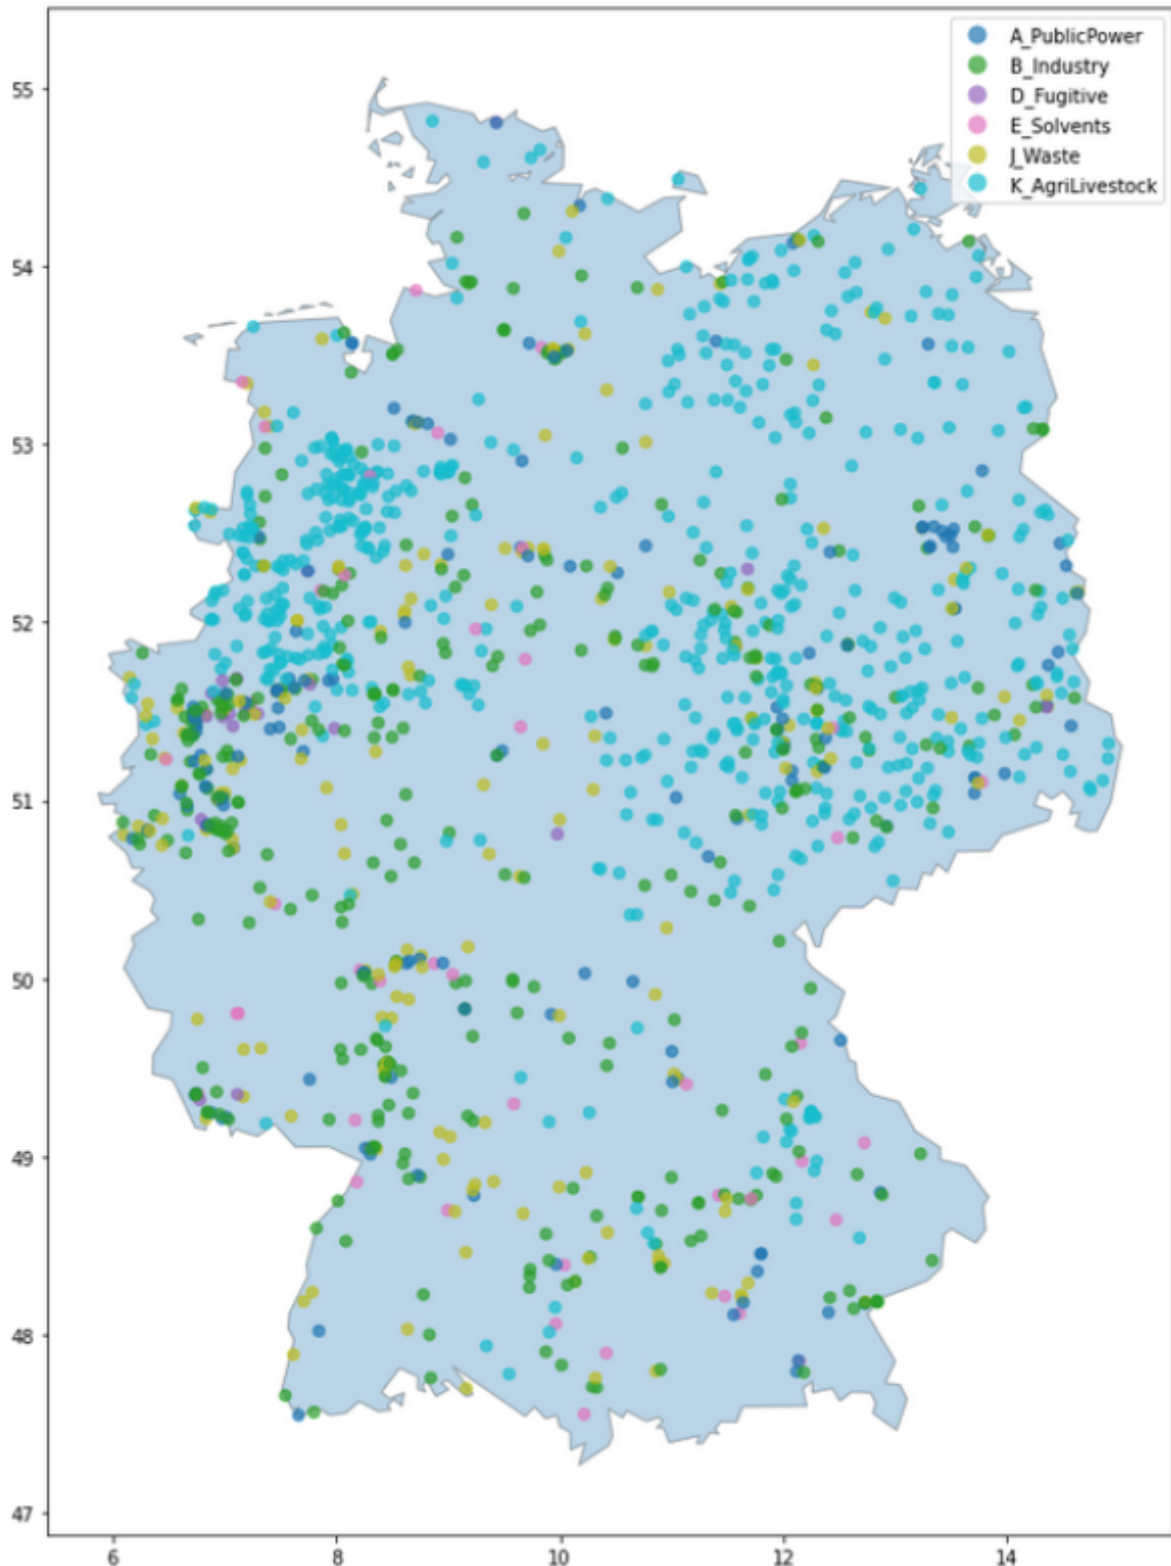 A_PublicPower
B_Industry
D_Fugitive
E_Solvents
J_Waste
K_AgriLivestock
55
54
53
52
51
50
49
48
47
6 8 10 12 14